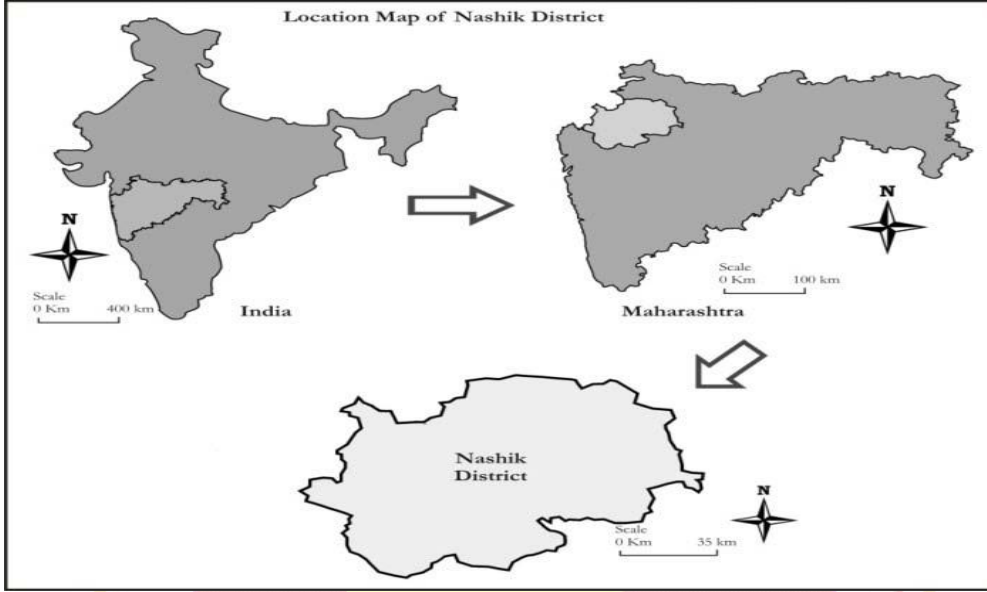 Location Map of Nashik District
N
Scale
0 Km 400 km
India
N
Scale
0 Km 100 km
Maharashtra
Nashik
District
N
Scale
0 Km 35 km